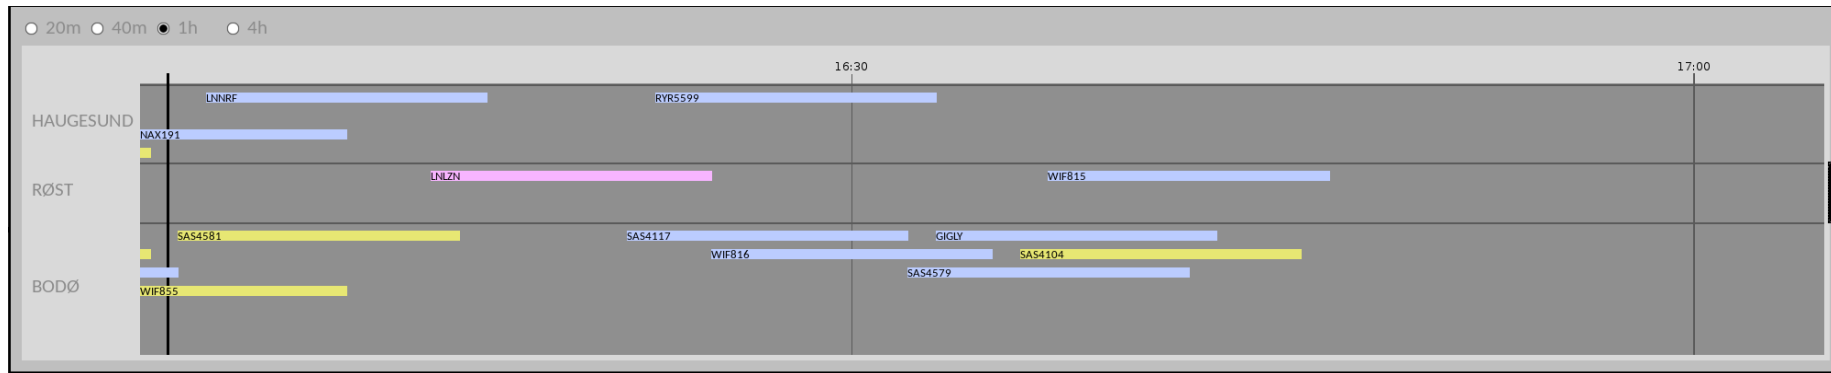 20m 40m 1h 4h
16:30 17:00
LNNRF RYR5599
HAUGESUND
NAX191
LNLZN WIF815
RØST
SAS4581 SAS4117 GIGLY
WIF816 SAS4104
SAS4579
BODØ
WIF855